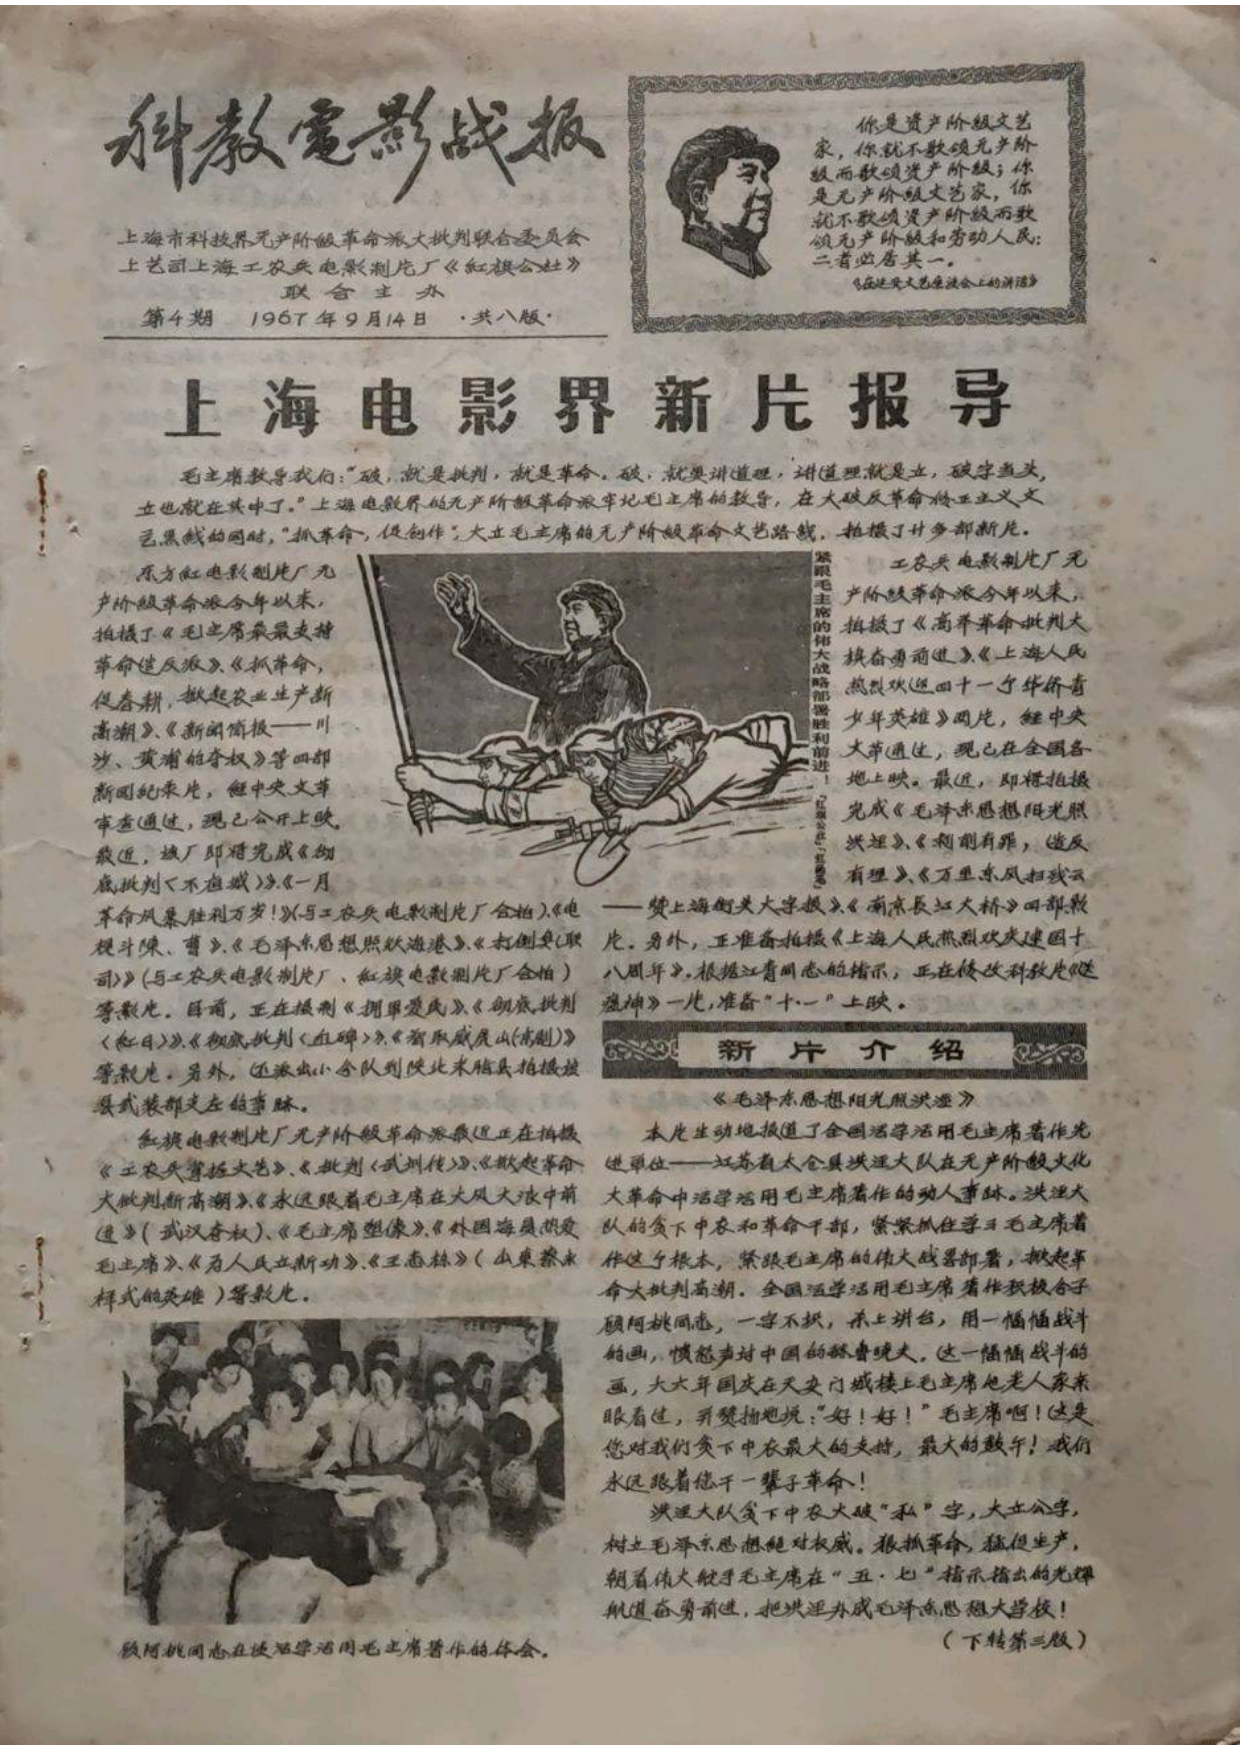 科教電影战报
上海市科技界无产阶级革命派大批判联合委员会
上艺司上海工农兵电影制片厂《红旗公社》
联合主办
第4期 1967年9月14日 ·共八版·
你是资产阶级文艺
家，你就不歌颂无产阶
级而歌颂资产阶级；你
是无产阶级文艺家，你
就不歌颂资产阶级而歌
颂无产阶级和劳动人民：
二者必居其一。
《在延安文艺座谈会上的讲话》
上海电影界新片报导
毛主席教导我们："破，就是批判，就是革命。破，就要讲道理，讲道理就是立，破字当头，
立也就在其中了。"上海电影界的无产阶级革命派牢记毛主席的教导，在大破反革命修正主义文
艺黑线的同时，"抓革命，促创作"，大立毛主席的无产阶级革命文艺路线，拍摄了廿多部新片。
东方红电影制片厂无
产阶级革命派今年以来，
拍摄了《毛主席最最支持
革命造反派》、《抓革命，
促春耕，掀起农业生产新
高潮》、《新闻简报——川
沙、黄浦的夺权》等四部
新闻纪录片，经中央文革
审查通过，现已公开上映。
最近，该厂即将完成《彻
底批判〈不夜城〉》、《一月
革命风暴胜利万岁！》（与工农兵电影制片厂合拍）、《电
视斗陈、曹》、《毛泽东思想照耿海港》、《打倒奥（联
司）》（与工农兵电影制片厂、红旗电影制片厂合拍）
等影片。目前，正在摄制《拥军爱民》、《彻底批判
〈红日〉》、《彻底批判〈血碑〉》、《智取威虎山（京剧）》
等影片。另外，还派出小分队到陕北米脂县拍摄该
县武装部支左的事跡。
红旗电影制片厂无产阶级革命派最近正在拍摄
《工农兵掌握文艺》、《批判〈武训传〉》、《掀起革命
大批判新高潮》、《永远跟着毛主席在大风大浪中前
进》（武汉夺权）、《毛主席塑像》、《外国海员热爱
毛主席》、《为人民立新功》、《王杰栋》（山东蔡永
样式的英雄）等影片。
顾阿桃同志在谈活学活用毛主席著作的体会。
紧跟毛主席的伟大战略部署胜利前进！
工农兵电影制片厂无
产阶级革命派今年以来，
拍摄了《高举革命批判大
旗奋勇前进》、《上海人民
热烈欢迎四十一个华侨青
少年英雄》两片，经中央
文革通过，现已在全国各
地上映。最近，即将拍摄
完成《毛泽东思想阳光照
洪泾》、《利润有罪，造反
有理》、《万里东风扫残云
——赞上海街头大字报》、《南京长江大桥》四部影
片。另外，正准备拍摄《上海人民热烈欢庆建国十
八周年》。根据江青同志的指示，正在修改科教片《送
瘟神》一片，准备"十·一"上映。
新片介绍
《毛泽东思想阳光照洪泾》
本片生动地报道了全国活学活用毛主席著作先
进单位——江苏省太仓县洪泾大队在无产阶级文化
大革命中活学活用毛主席著作的动人事跡。洪泾大
队的贫下中农和革命干部，紧紧抓住学习毛主席著
作这个根本，紧跟毛主席的伟大战略部署，掀起革
命大批判高潮。全国活学活用毛主席著作积极分子
顾阿桃同志，一字不识，杀上讲台，用一幅幅战斗
的画，愤怒声讨中国的赫鲁晓夫。这一幅幅战斗的
画，六六年国庆在天安门城楼上毛主席他老人家亲
眼看过，并赞扬地说："好！好！"毛主席啊！这是
您对我们贫下中农最大的支持，最大的鼓午！我们
永远跟着您干一辈子革命！
洪泾大队贫下中农大破"私"字，大立公字，
树立毛泽东思想绝对权威。狠抓革命，猛促生产，
朝着伟大舵手毛主席在"五·七"指示指出的光辉
航道奋勇前进，把洪泾办成毛泽东思想大学校！
（下转第三版）